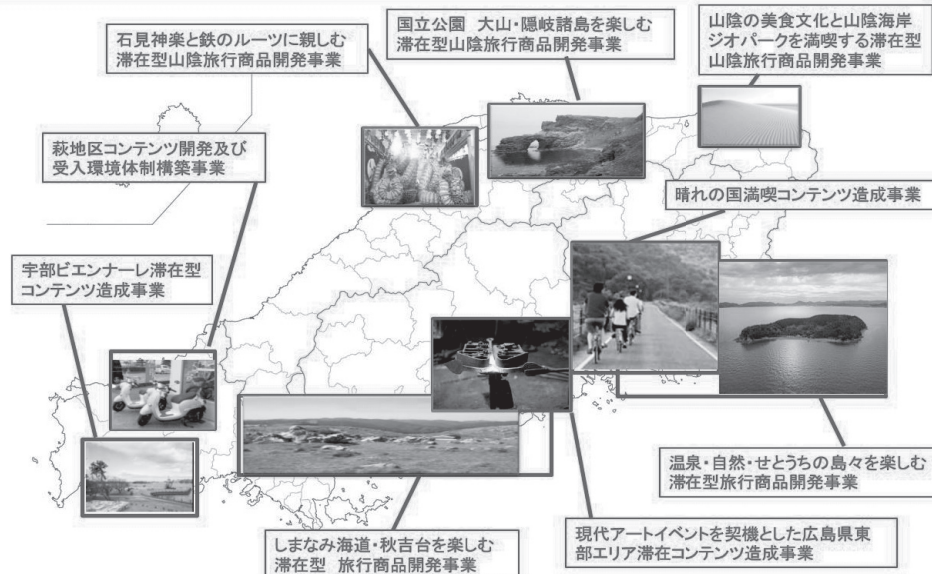 石見神楽と鉄のルーツに親しむ
滞在型山陰旅行商品開発事業
国立公園 大山・隠岐諸島を楽しむ
滞在型山陰旅行商品開発事業
山陰の美食文化と山陰海岸
ジオパークを満喫する滞在型
山陰旅行商品開発事業
萩地区コンテンツ開発及び
受入環境体制構築事業
晴れの国満喫コンテンツ造成事業
宇部ビエンナーレ滞在型
コンテンツ造成事業
温泉・自然・せとうちの島々を楽しむ
滞在型旅行商品開発事業
しまなみ海道・秋吉台を楽しむ
滞在型 旅行商品開発事業
現代アートイベントを契機とした広島県東
部エリア滞在コンテンツ造成事業